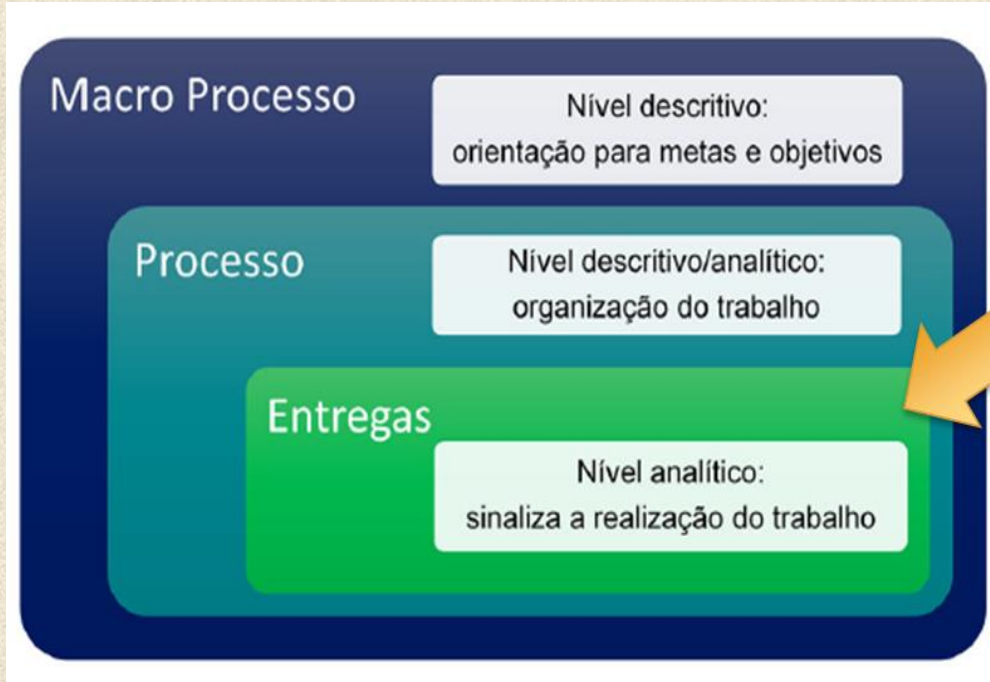 Macro Processo
Nível descritivo:
orientação para metas e objetivos
Processo
Nível descritivo/analítico:
organização do trabalho
Entregas
Nível analítico:
sinaliza a realização do trabalho